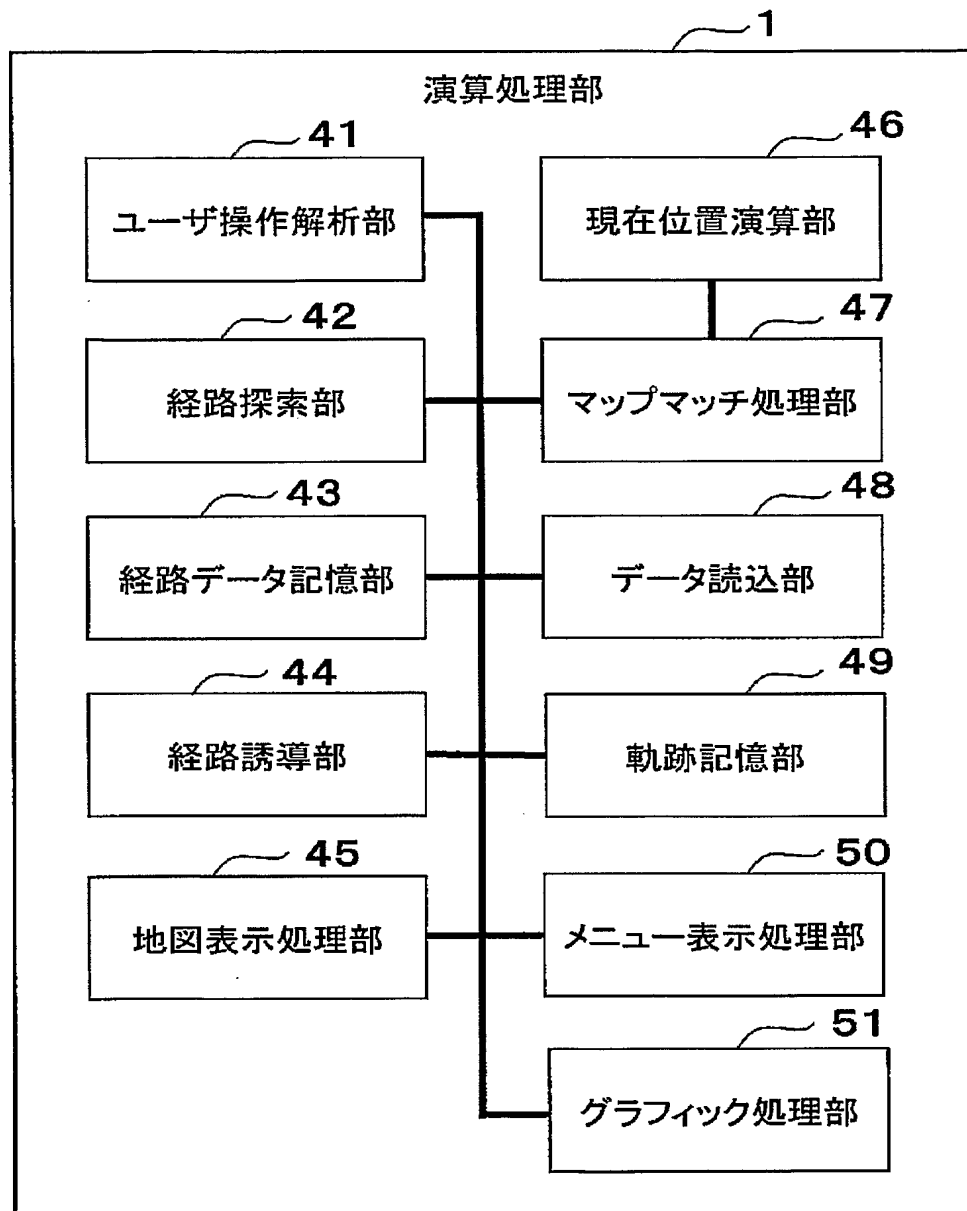 1
演算処理部
41
ユーザ操作解析部
46
現在位置演算部
42
経路探索部
47
マップマッチ処理部
43
経路データ記憶部
48
データ読込部
44
経路誘導部
49
軌跡記憶部
45
地図表示処理部
50
メニュー表示処理部
51
グラフィック処理部